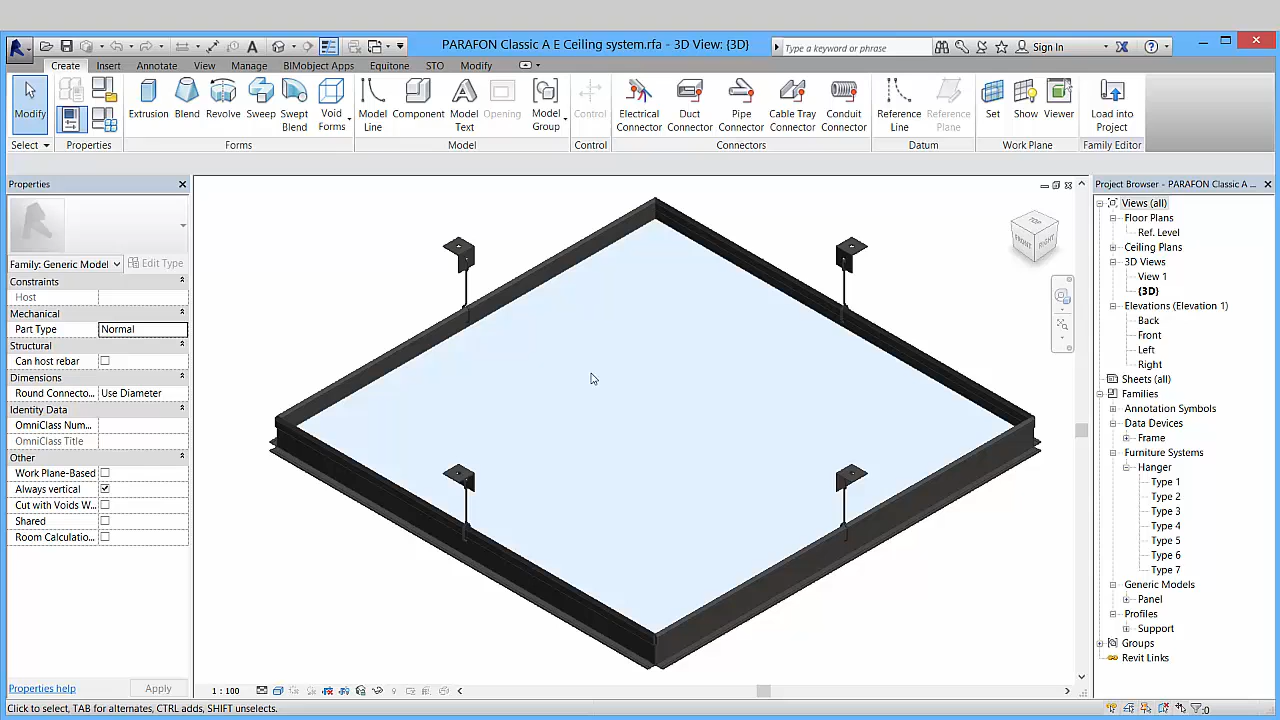 PARAFON Classic A E Ceiling system.rfa - 3D View: {3D}
Type a keyword or phrase
Sign In
Create Insert Annotate View Manage BIMobject Apps Equitone STO Modify
Modify
Extrusion Blend Revolve Sweep Swept Blend Void Forms
Model Line Component Model Text Opening Model Group
Control
Electrical Connector Duct Connector Pipe Connector Cable Tray Connector Conduit Connector
Reference Line Reference Plane
Set Show Viewer
Load into Project
Select Properties Forms Model Control Connectors Datum Work Plane Family Editor
Properties
Family: Generic Model Edit Type
Constraints
Host
Mechanical
Part Type Normal
Structural
Can host rebar
Dimensions
Round Connecto... Use Diameter
Identity Data
OmniClass Num...
OmniClass Title
Other
Work Plane-Based
Always vertical
Cut with Voids W...
Shared
Room Calculatio...
Properties help Apply
TOP
FRONT RIGHT
1 : 100
Project Browser - PARAFON Classic A ...
Views (all)
Floor Plans
Ref. Level
Ceiling Plans
3D Views
View 1
{3D}
Elevations (Elevation 1)
Back
Front
Left
Right
Sheets (all)
Families
Annotation Symbols
Data Devices
Frame
Furniture Systems
Hanger
Type 1
Type 2
Type 3
Type 4
Type 5
Type 6
Type 7
Generic Models
Panel
Profiles
Support
Groups
Revit Links
Click to select, TAB for alternates, CTRL adds, SHIFT unselects.
:0